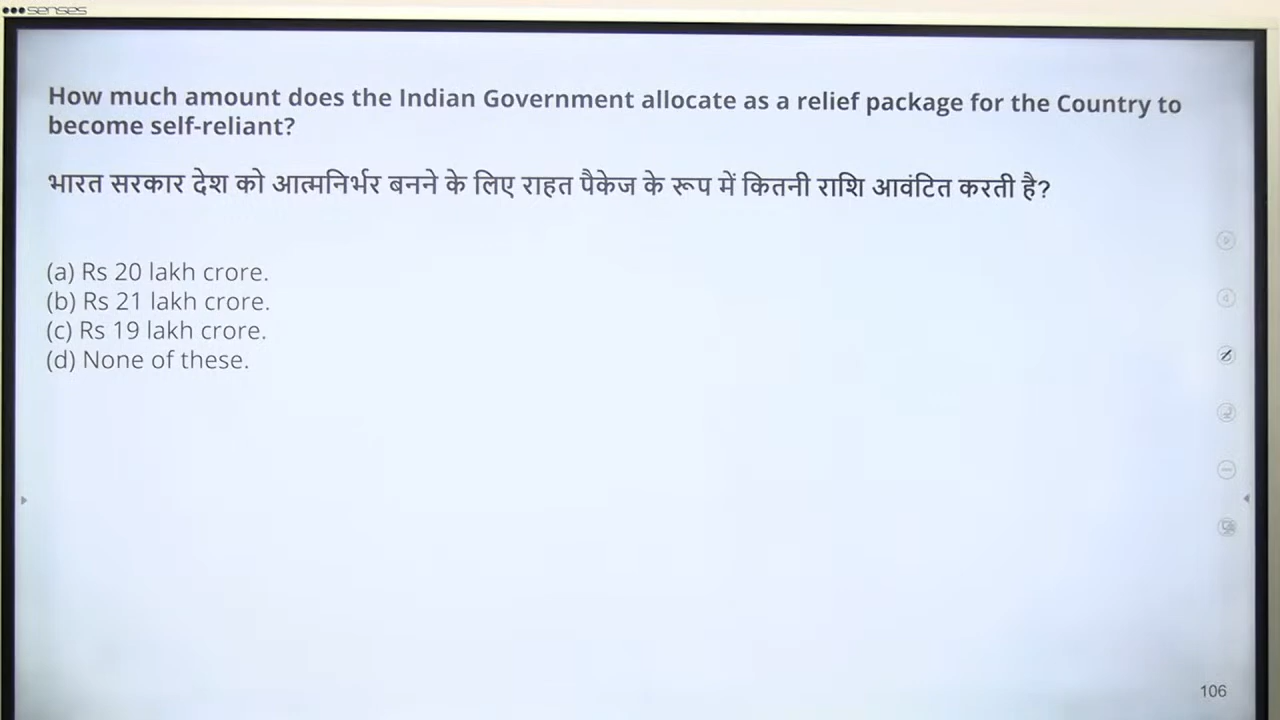 senses
How much amount does the Indian Government allocate as a relief package for the Country to
become self-reliant?
भारत सरकार देश को आत्मनिर्भर बनने के लिए राहत पैकेज के रूप में कितनी राशि आवंटित करती है?
(a) Rs 20 lakh crore.
(b) Rs 21 lakh crore.
(c) Rs 19 lakh crore.
(d) None of these.
106